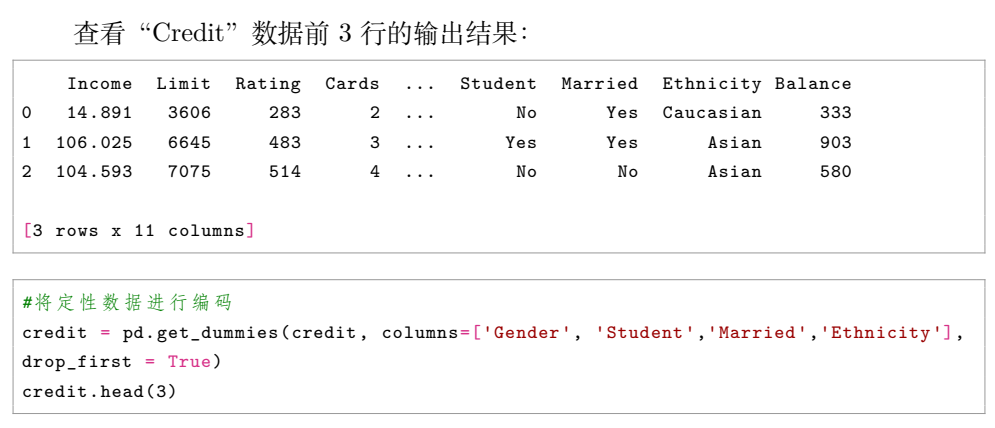 查看“Credit”数据前 3 行的输出结果：
Income Limit Rating Cards ... Student Married Ethnicity Balance
0 14.891 3606 283 2 ... No Yes Caucasian 333
1 106.025 6645 483 3 ... Yes Yes Asian 903
2 104.593 7075 514 4 ... No No Asian 580
[3 rows x 11 columns]
#将定性数据进行编码
credit = pd.get_dummies(credit, columns=['Gender', 'Student','Married','Ethnicity'],
drop_first = True)
credit.head(3)